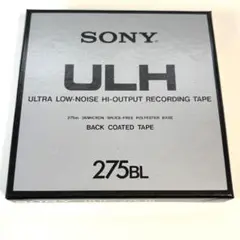 SONY
ULH
ULTRA LOW-NOISE HI-OUTPUT RECORDING TAPE
BACK COATED TAPE
275BL